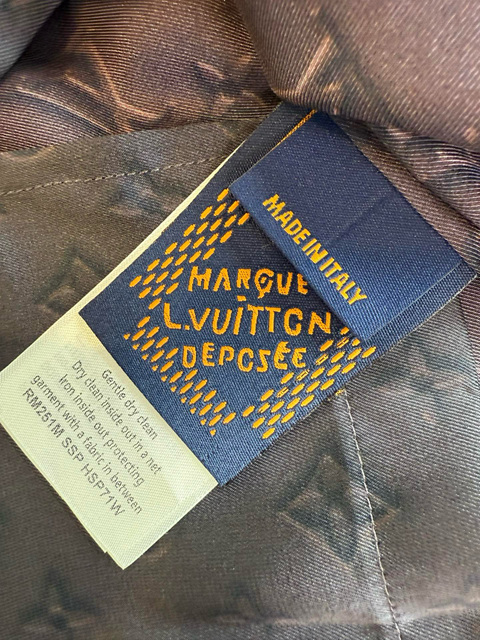 MADE IN ITALY
MARQUE
L.VUITTON
DÉPOSÉE
Gentle dry clean
Dry clean inside out in a net
Iron inside out protecting
garment with a fabric in between
RM251M SSP HSP71W